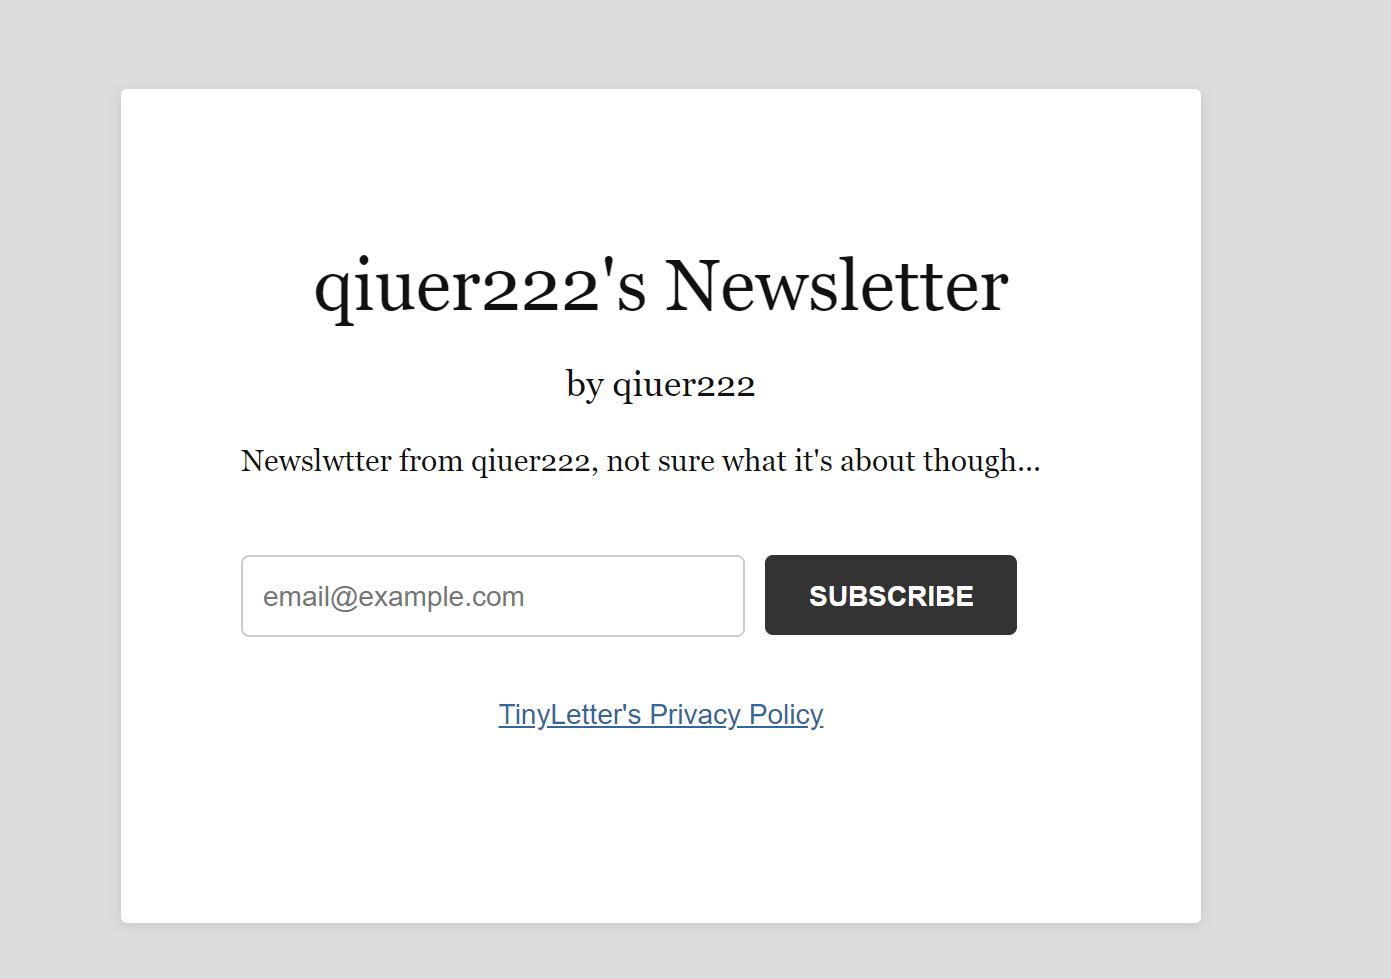 qiuer222's Newsletter
by qiuer222
Newslwtter from qiuer222, not sure what it's about though...
email@example.com
SUBSCRIBE
TinyLetter's Privacy Policy